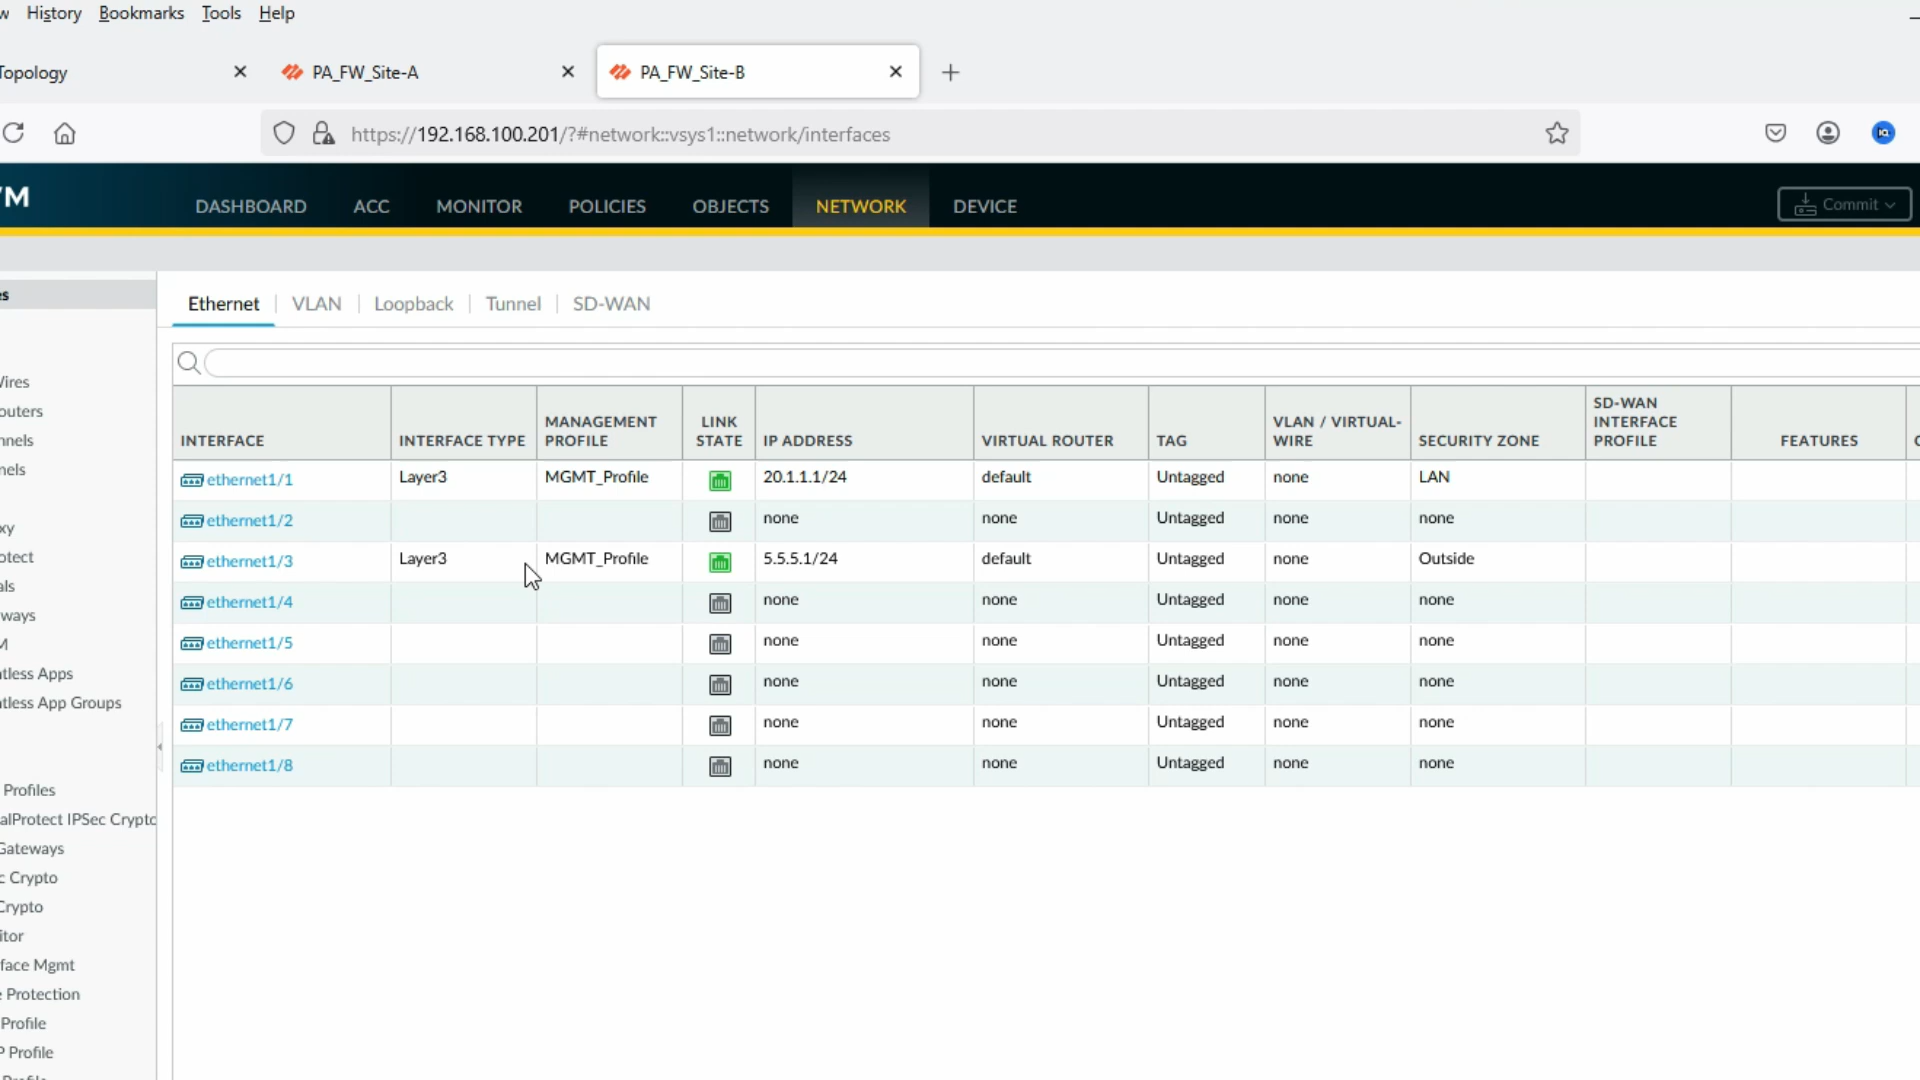 w History Bookmarks Tools Help
Topology PA_FW_Site-A PA_FW_Site-B
https://192.168.100.201/?#network::vsys1::network/interfaces
VM DASHBOARD ACC MONITOR POLICIES OBJECTS NETWORK DEVICE Commit
es
Ethernet VLAN Loopback Tunnel SD-WAN
INTERFACE INTERFACE TYPE MANAGEMENT PROFILE LINK STATE IP ADDRESS VIRTUAL ROUTER TAG VLAN / VIRTUAL-WIRE SECURITY ZONE SD-WAN INTERFACE PROFILE FEATURES
ethernet1/1 Layer3 MGMT_Profile 20.1.1.1/24 default Untagged none LAN
ethernet1/2 none none Untagged none none
ethernet1/3 Layer3 MGMT_Profile 5.5.5.1/24 default Untagged none Outside
ethernet1/4 none none Untagged none none
ethernet1/5 none none Untagged none none
ethernet1/6 none none Untagged none none
ethernet1/7 none none Untagged none none
ethernet1/8 none none Untagged none none
Wires
outers
nnels
nels
xy
otect
als
ways
M
ntless Apps
ntless App Groups
Profiles
alProtect IPSec Crypto
Gateways
c Crypto
Crypto
itor
face Mgmt
e Protection
Profile
P Profile